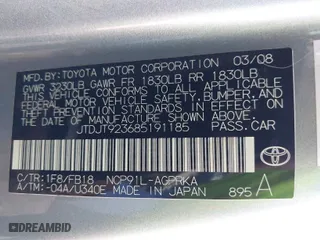 MFD. BY: TOYOTA MOTOR CORPORATION 03/08
GVWR 3230LB GAWR FR 1830LB RR 1830LB
THIS VEHICLE CONFORMS TO ALL APPLICABLE FEDERAL
MOTOR VEHICLE SAFETY, BUMPER, AND THEFT PREVENTION
STANDARDS IN EFFECT ON THE DATE OF MANUFACTURE
SHOWN ABOVE.
JTDJT923685191185 PASS.CAR
TOYOTA
C/TR: 1F8/FB18 NCP91L-AGPRKA
A/TM: -04A/U340E MADE IN JAPAN 895 A
AUTOBIDMASTER